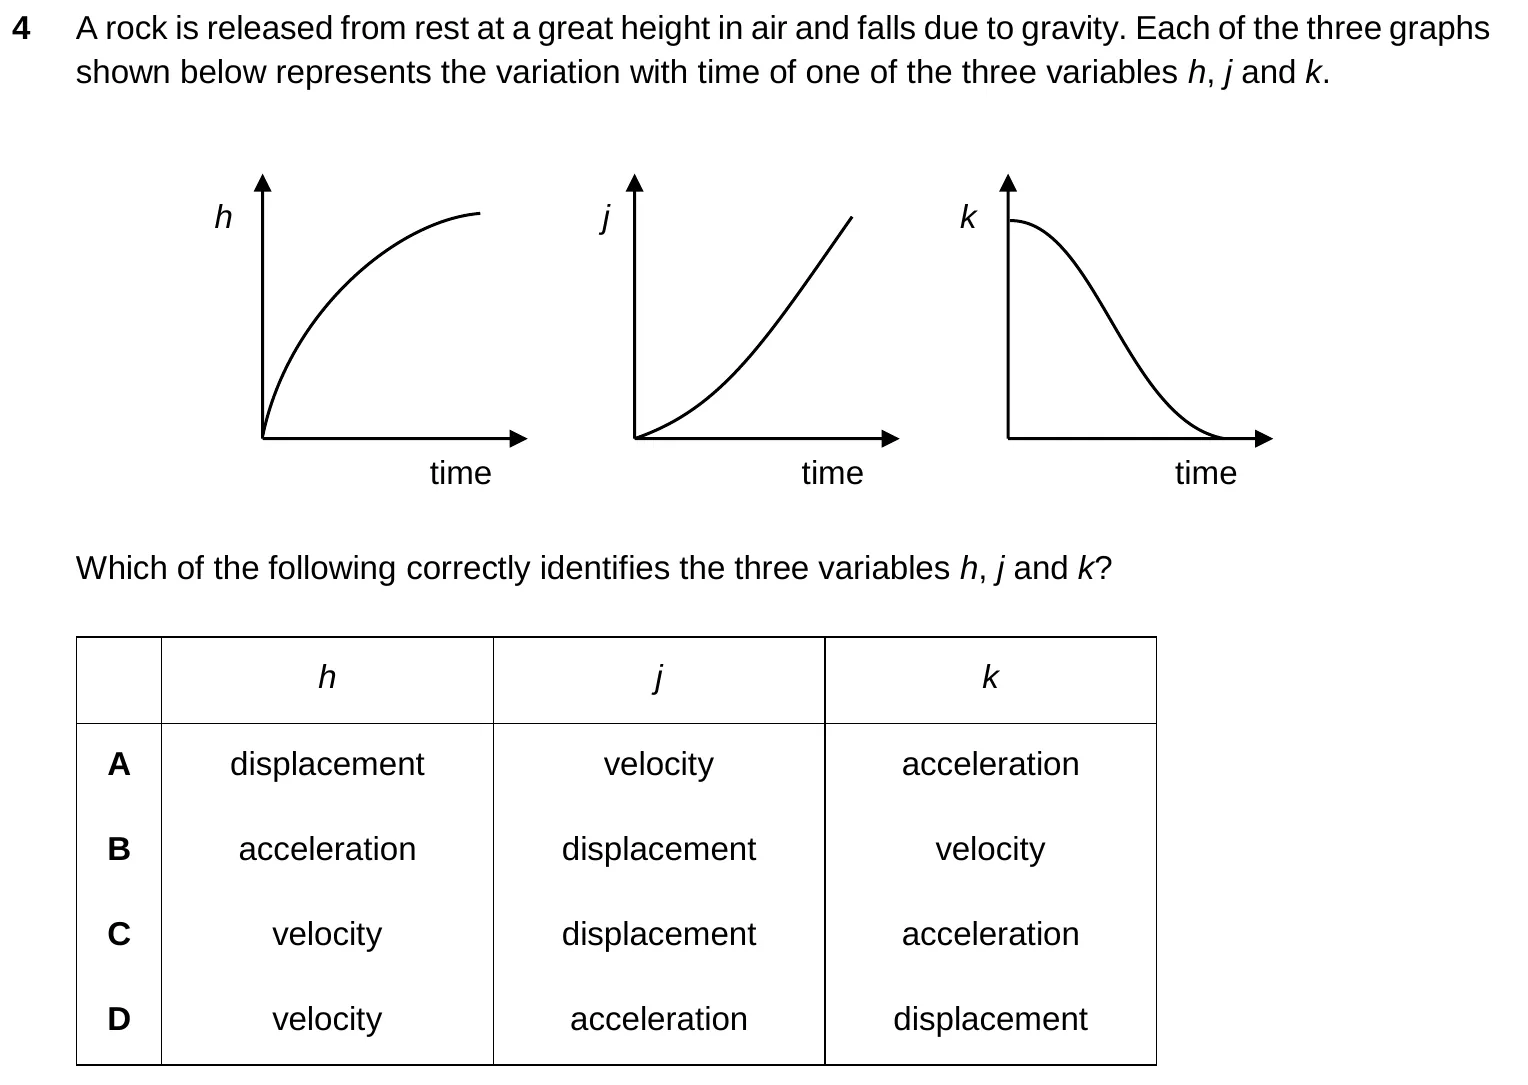 4 A rock is released from rest at a great height in air and falls due to gravity. Each of the three graphs
shown below represents the variation with time of one of the three variables h, j and k.
h j k
time time time
Which of the following correctly identifies the three variables h, j and k?
h j k
A displacement velocity acceleration
B acceleration displacement velocity
C velocity displacement acceleration
D velocity acceleration displacement